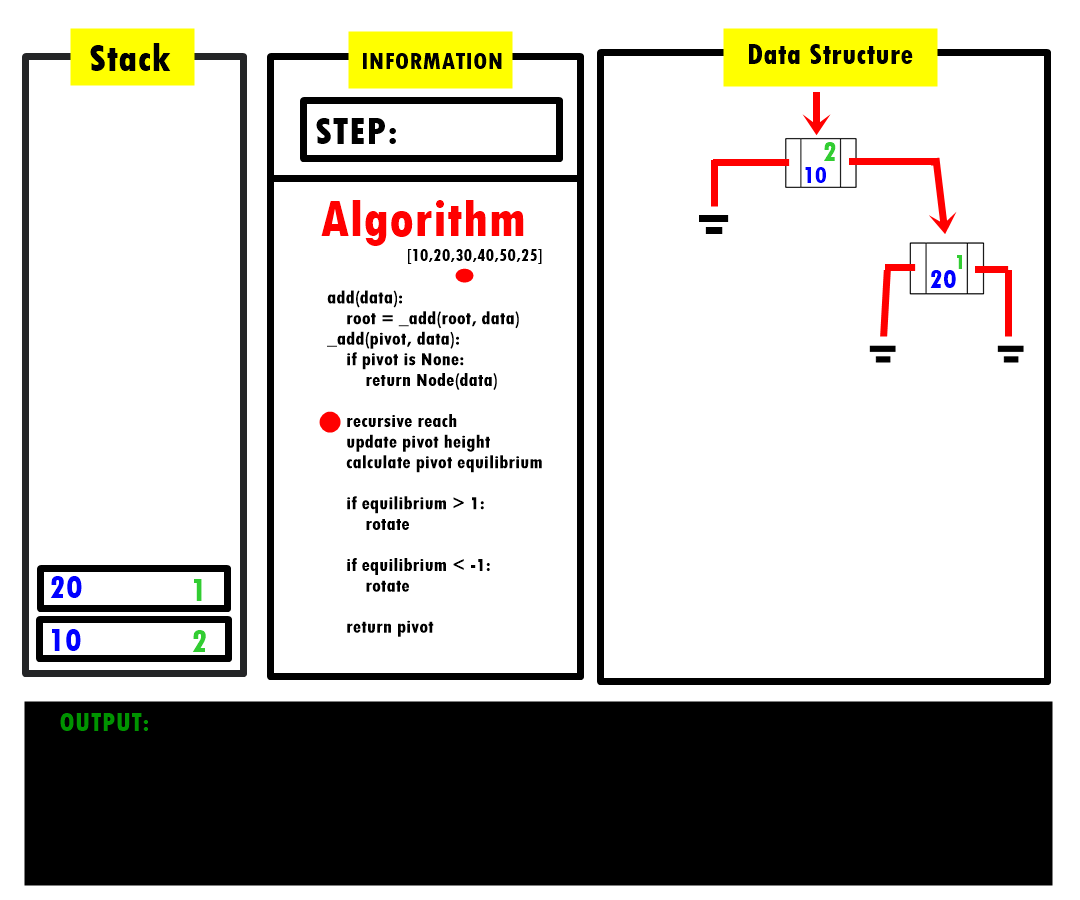 Stack
20 1
10 2
INFORMATION
STEP:
Algorithm
[10,20,30,40,50,25]
add(data):
root = _add(root, data)
_add(pivot, data):
if pivot is None:
return Node(data)
recursive reach
update pivot height
calculate pivot equilibrium
if equilibrium > 1:
rotate
if equilibrium < -1:
rotate
return pivot
Data Structure
2
10
1
20
OUTPUT: